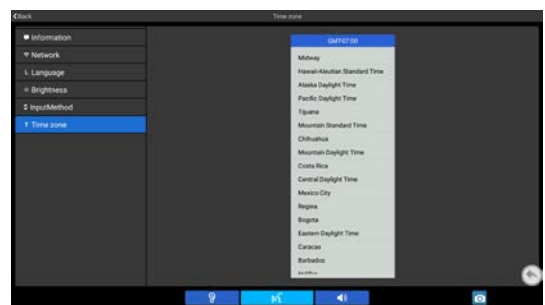 Back
Time zone
Information
Network
Language
Brightness
InputMethod
Time zone
GMT-07:00
Midway
Hawaii-Aleutian Standard Time
Alaska Daylight Time
Pacific Daylight Time
Tijuana
Mountain Standard Time
Chihuahua
Mountain Daylight Time
Costa Rica
Central Daylight Time
Mexico City
Regina
Bogota
Eastern Daylight Time
Caracas
Barbados